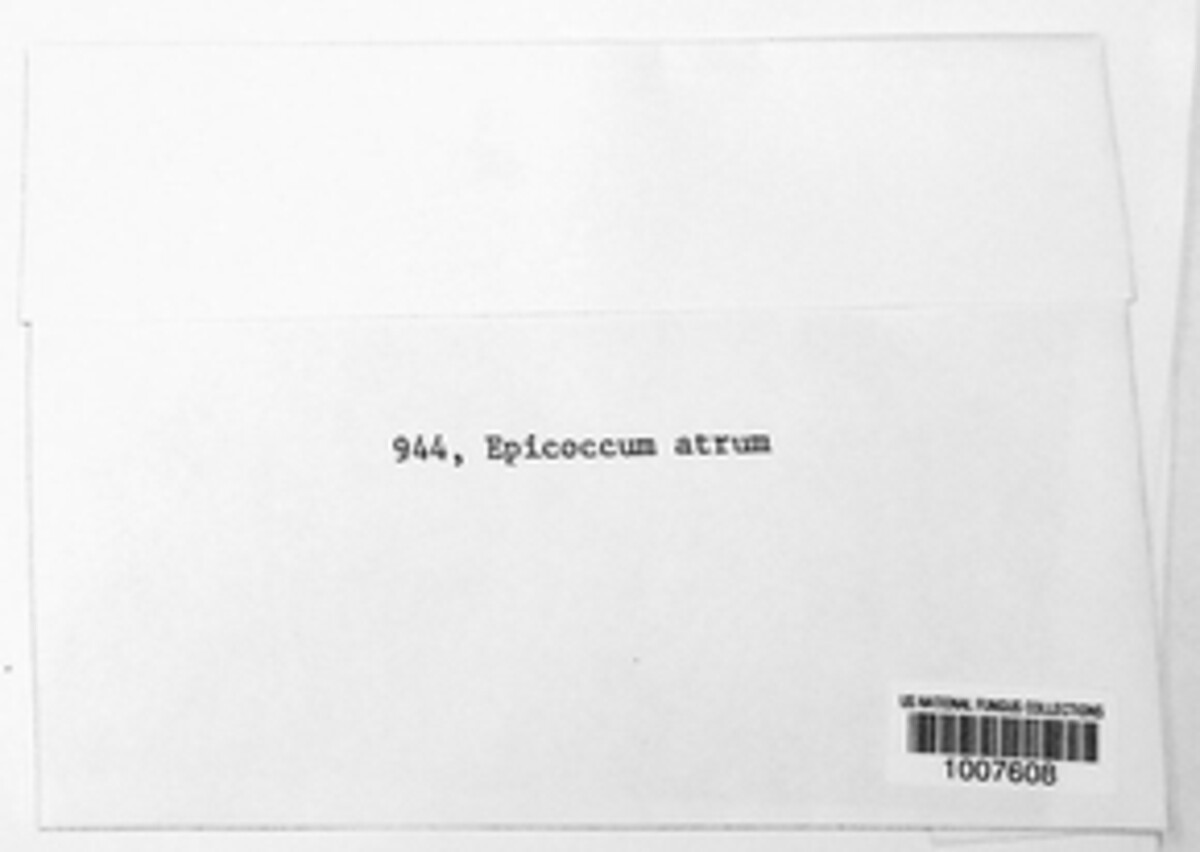 944, Epicoccum atrum
US NATIONAL FUNGUS COLLECTIONS
1007608